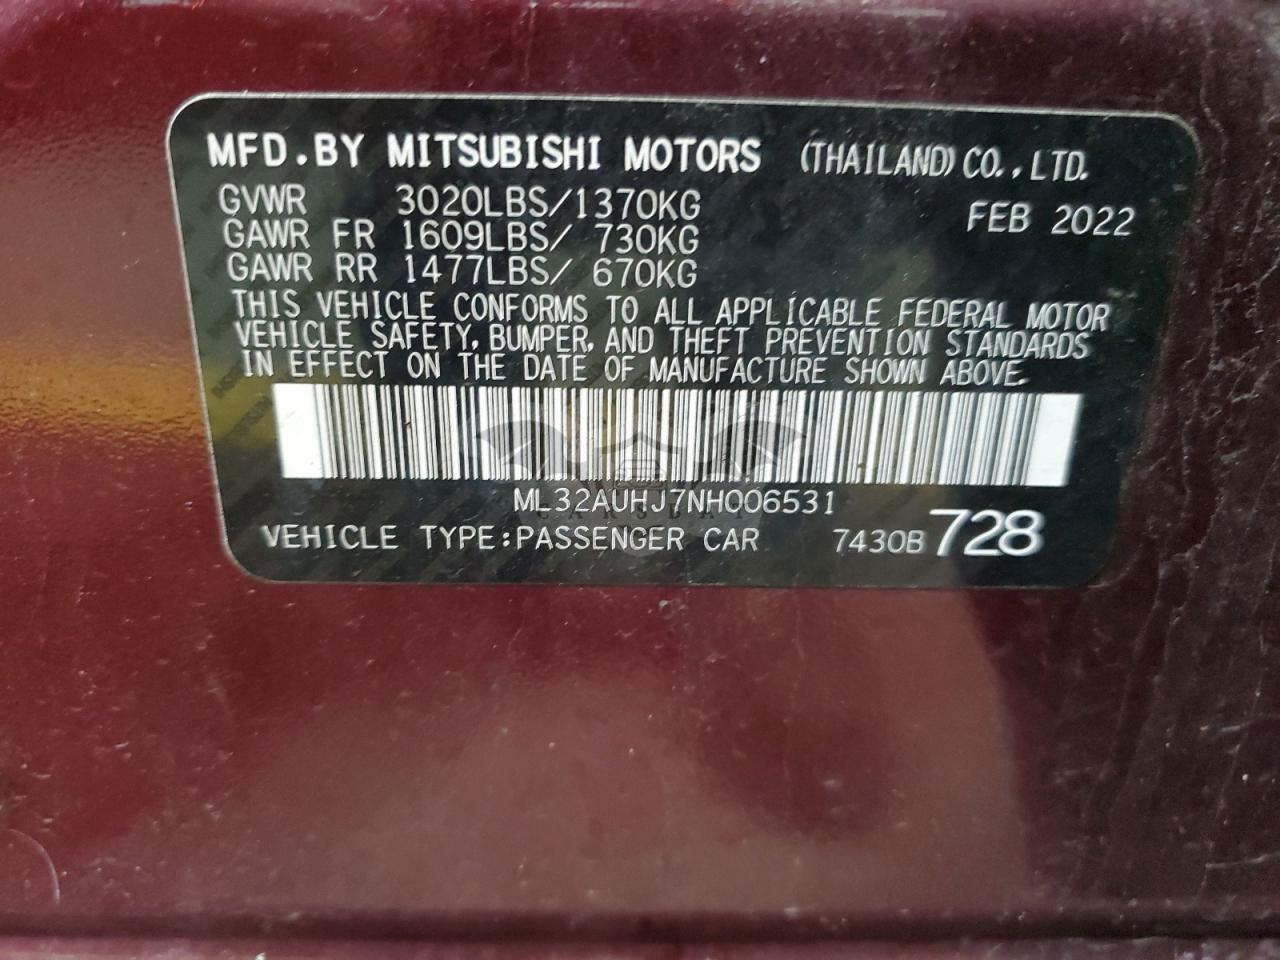 MFD.BY MITSUBISHI MOTORS (THAILAND) CO., LTD.
GVWR 3020LBS/1370KG FEB 2022
GAWR FR 1609LBS/ 730KG
GAWR RR 1477LBS/ 670KG
THIS VEHICLE CONFORMS TO ALL APPLICABLE FEDERAL MOTOR
VEHICLE SAFETY, BUMPER, AND THEFT PREVENTION STANDARDS
IN EFFECT ON THE DATE OF MANUFACTURE SHOWN ABOVE.
ML32AUHJ7NH006531
VEHICLE TYPE:PASSENGER CAR 7430B 728